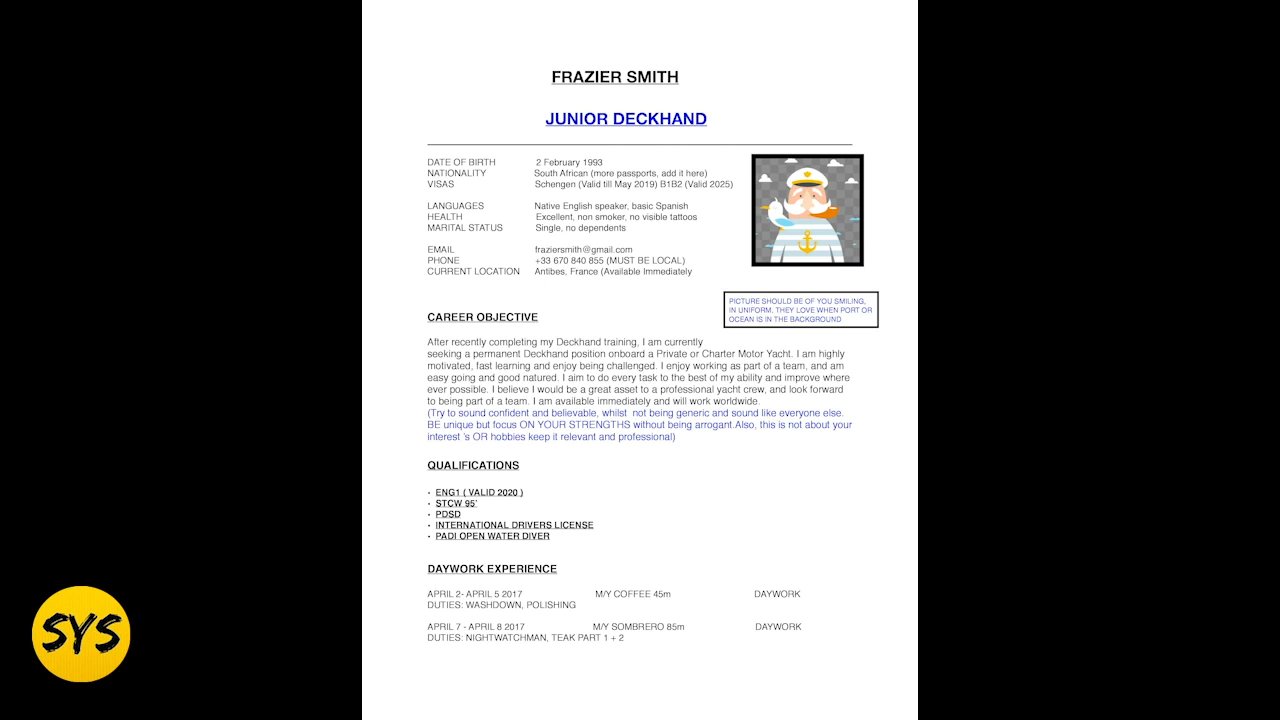 FRAZIER SMITH
JUNIOR DECKHAND
DATE OF BIRTH 2 February 1993
NATIONALITY South African (more passports, add it here)
VISAS Schengen (Valid till May 2019) B1B2 (Valid 2025)
LANGUAGES Native English speaker, basic Spanish
HEALTH Excellent, non smoker, no visible tattoos
MARITAL STATUS Single, no dependents
EMAIL fraziersmith@gmail.com
PHONE +33 670 840 855 (MUST BE LOCAL)
CURRENT LOCATION Antibes, France (Available Immediately
PICTURE SHOULD BE OF YOU SMILING,
IN UNIFORM, THEY LOVE WHEN PORT OR
OCEAN IS IN THE BACKGROUND
CAREER OBJECTIVE
After recently completing my Deckhand training, I am currently
seeking a permanent Deckhand position onboard a Private or Charter Motor Yacht. I am highly
motivated, fast learning and enjoy being challenged. I enjoy working as part of a team, and am
easy going and good natured. I aim to do every task to the best of my ability and improve where
ever possible. I believe I would be a great asset to a professional yacht crew, and look forward
to being part of a team. I am available immediately and will work worldwide.
(Try to sound confident and believable, whilst not being generic and sound like everyone else.
BE unique but focus ON YOUR STRENGTHS without being arrogant.Also, this is not about your
interest 's OR hobbies keep it relevant and professional)
QUALIFICATIONS
• ENG1 ( VALID 2020 )
• STCW 95'
• PDSD
• INTERNATIONAL DRIVERS LICENSE
• PADI OPEN WATER DIVER
DAYWORK EXPERIENCE
APRIL 2- APRIL 5 2017 M/Y COFFEE 45m DAYWORK
DUTIES: WASHDOWN, POLISHING
APRIL 7 - APRIL 8 2017 M/Y SOMBRERO 85m DAYWORK
DUTIES: NIGHTWATCHMAN, TEAK PART 1 + 2
SYS